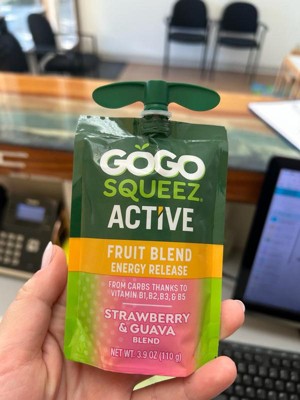 GOGO
SQUEEZ
ACTIVE
FRUIT BLEND
ENERGY RELEASE
FROM CARBS THANKS TO
VITAMIN B1, B2, B3, & B5
STRAWBERRY
& GUAVA
BLEND
NET WT. 3.9 OZ (110 g)